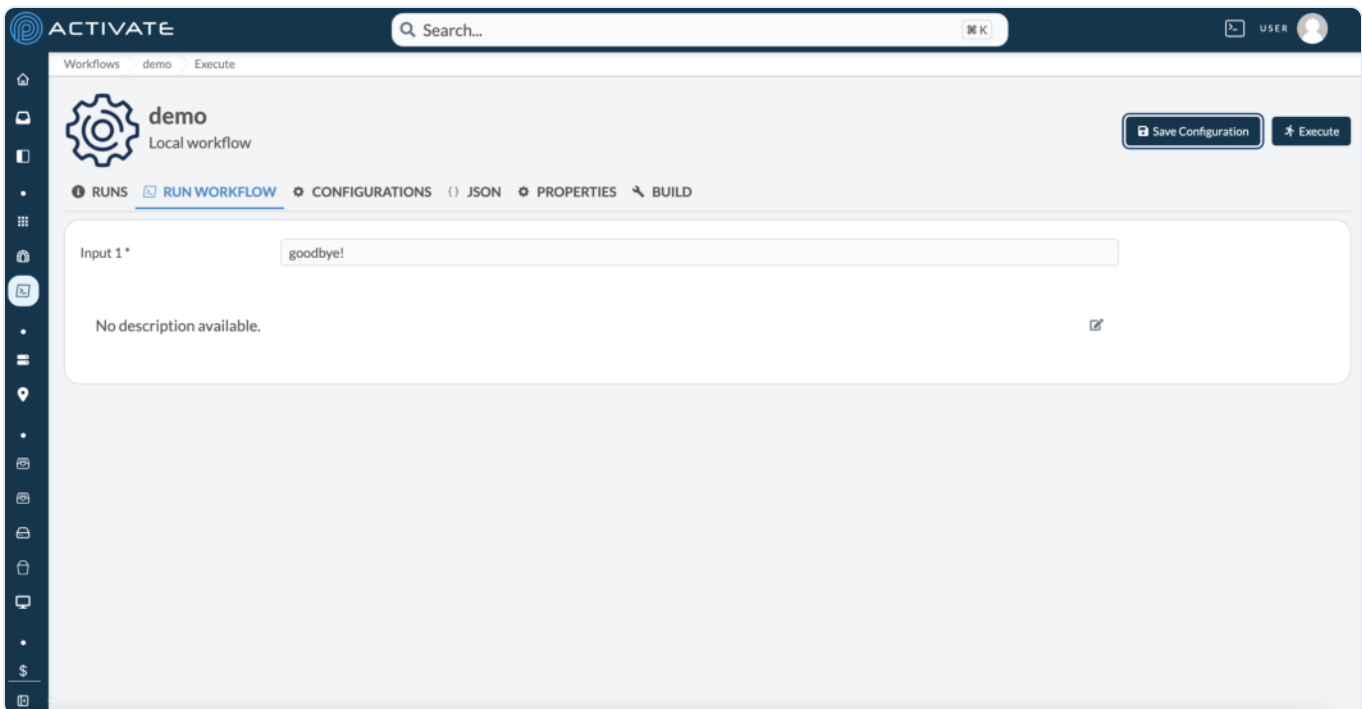 ACTIVATE
Search...
⌘ K
USER
Workflows demo Execute
demo
Local workflow
Save Configuration
Execute
RUNS RUN WORKFLOW CONFIGURATIONS {} JSON PROPERTIES BUILD
Input 1 * goodbye!
No description available.
$